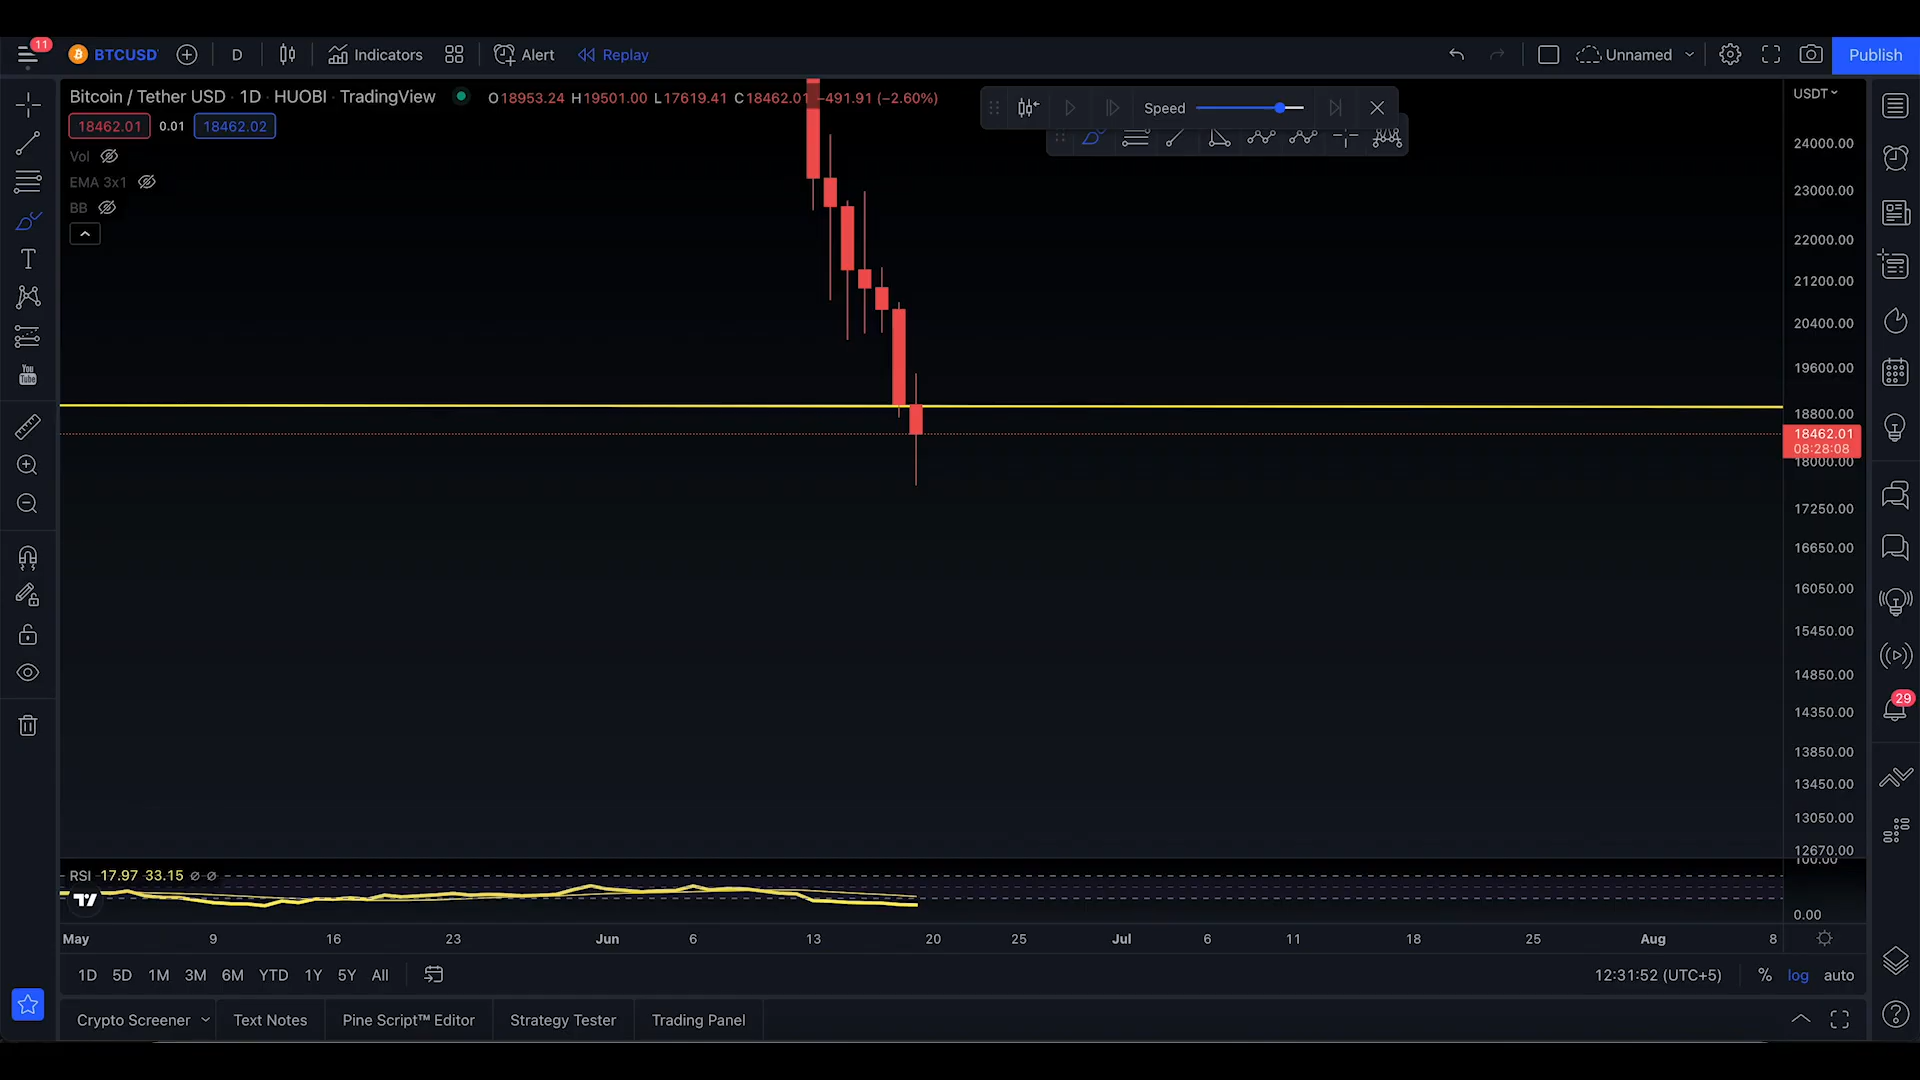 11
BTCUSD
D
Indicators
Alert
Replay
Unnamed
Publish
Bitcoin / Tether USD · 1D · HUOBI · TradingView
O18953.24 H19501.00 L17619.41 C18462.01 −491.91 (−2.60%)
18462.01 0.01 18462.02
Vol
EMA 3x1
BB
Speed
USDT
24000.00
23000.00
22000.00
21200.00
20400.00
19600.00
18800.00
18462.01
08:28:08
18000.00
17250.00
16650.00
16050.00
15450.00
14850.00
14350.00
13850.00
13450.00
13050.00
12670.00
100.00
0.00
You
Tube
29
RSI 17.97 33.15 ∅ ∅
May 9 16 23 Jun 6 13 20 25 Jul 6 11 18 25 Aug 8
1D 5D 1M 3M 6M YTD 1Y 5Y All
12:31:52 (UTC+5) % log auto
Crypto Screener Text Notes Pine Script™ Editor Strategy Tester Trading Panel